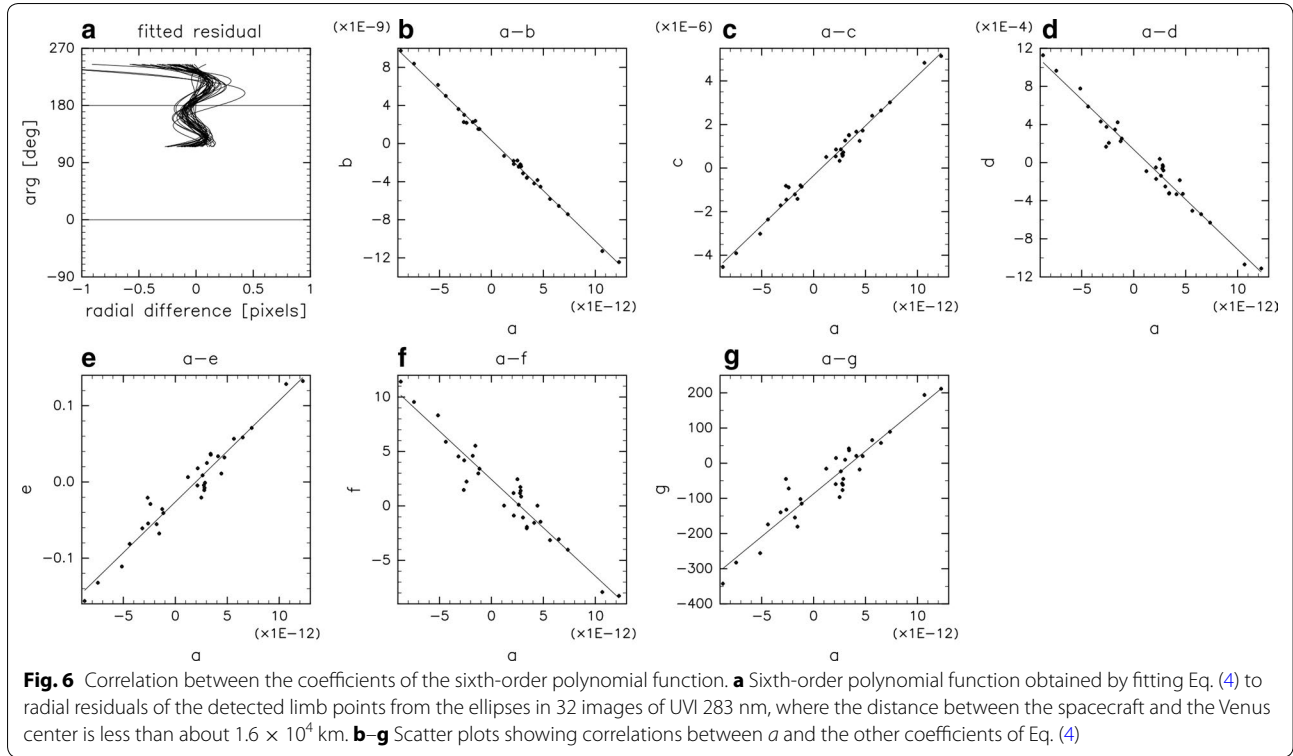 a fitted residual
270
180
90
0
−90
arg [deg]
−1 −0.5 0 0.5 1
radial difference [pixels]
(×1E−9)
b a−b
8
4
0
−4
−8
−12
b
−5 0 5 10
(×1E−12)
a
(×1E−6)
c a−c
4
2
0
−2
−4
c
−5 0 5 10
(×1E−12)
a
(×1E−4)
d a−d
12
8
4
0
−4
−8
−12
d
−5 0 5 10
(×1E−12)
a
e a−e
0.1
0.0
−0.1
e
−5 0 5 10
(×1E−12)
a
f a−f
10
5
0
−5
f
−5 0 5 10
(×1E−12)
a
g a−g
200
100
0
−100
−200
−300
−400
g
−5 0 5 10
(×1E−12)
a
Fig. 6 Correlation between the coefficients of the sixth-order polynomial function. a Sixth-order polynomial function obtained by fitting Eq. (4) to
radial residuals of the detected limb points from the ellipses in 32 images of UVI 283 nm, where the distance between the spacecraft and the Venus
center is less than about 1.6 × 10⁴ km. b–g Scatter plots showing correlations between a and the other coefficients of Eq. (4)